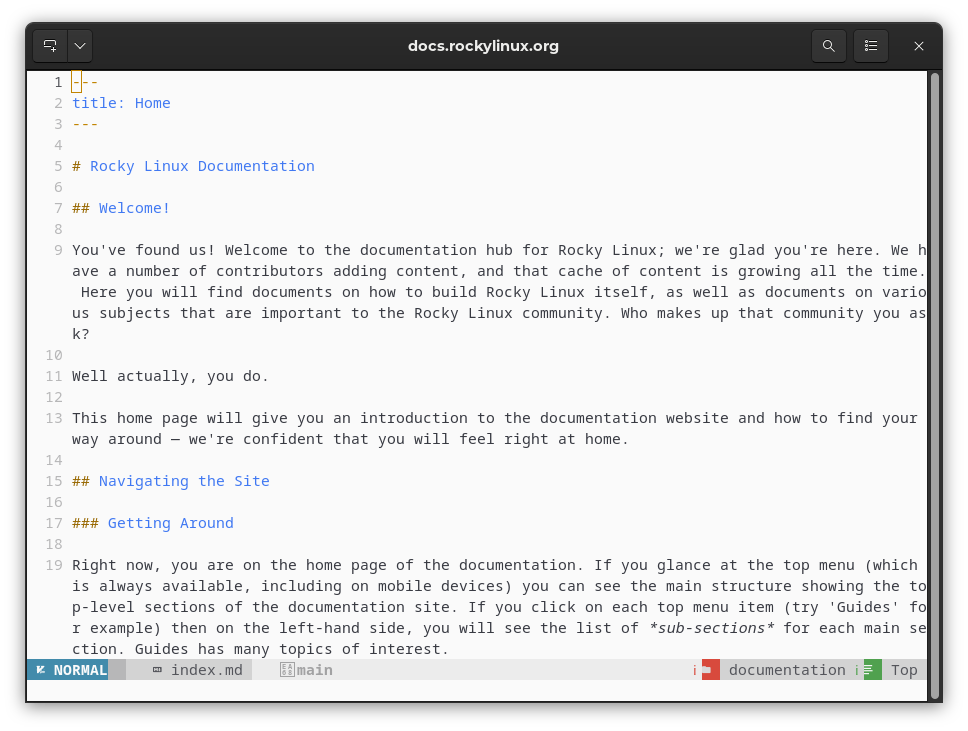 docs.rockylinux.org
1 ---
2 title: Home
3 ---
4
5 # Rocky Linux Documentation
6
7 ## Welcome!
8
9 You've found us! Welcome to the documentation hub for Rocky Linux; we're glad you're here. We h
ave a number of contributors adding content, and that cache of content is growing all the time.
Here you will find documents on how to build Rocky Linux itself, as well as documents on vario
us subjects that are important to the Rocky Linux community. Who makes up that community you as
k?
10
11 Well actually, you do.
12
13 This home page will give you an introduction to the documentation website and how to find your
way around — we're confident that you will feel right at home.
14
15 ## Navigating the Site
16
17 ### Getting Around
18
19 Right now, you are on the home page of the documentation. If you glance at the top menu (which
is always available, including on mobile devices) you can see the main structure showing the to
p-level sections of the documentation site. If you click on each top menu item (try 'Guides' fo
r example) then on the left-hand side, you will see the list of *sub-sections* for each main se
ction. Guides has many topics of interest.
NORMAL index.md main i documentation i Top